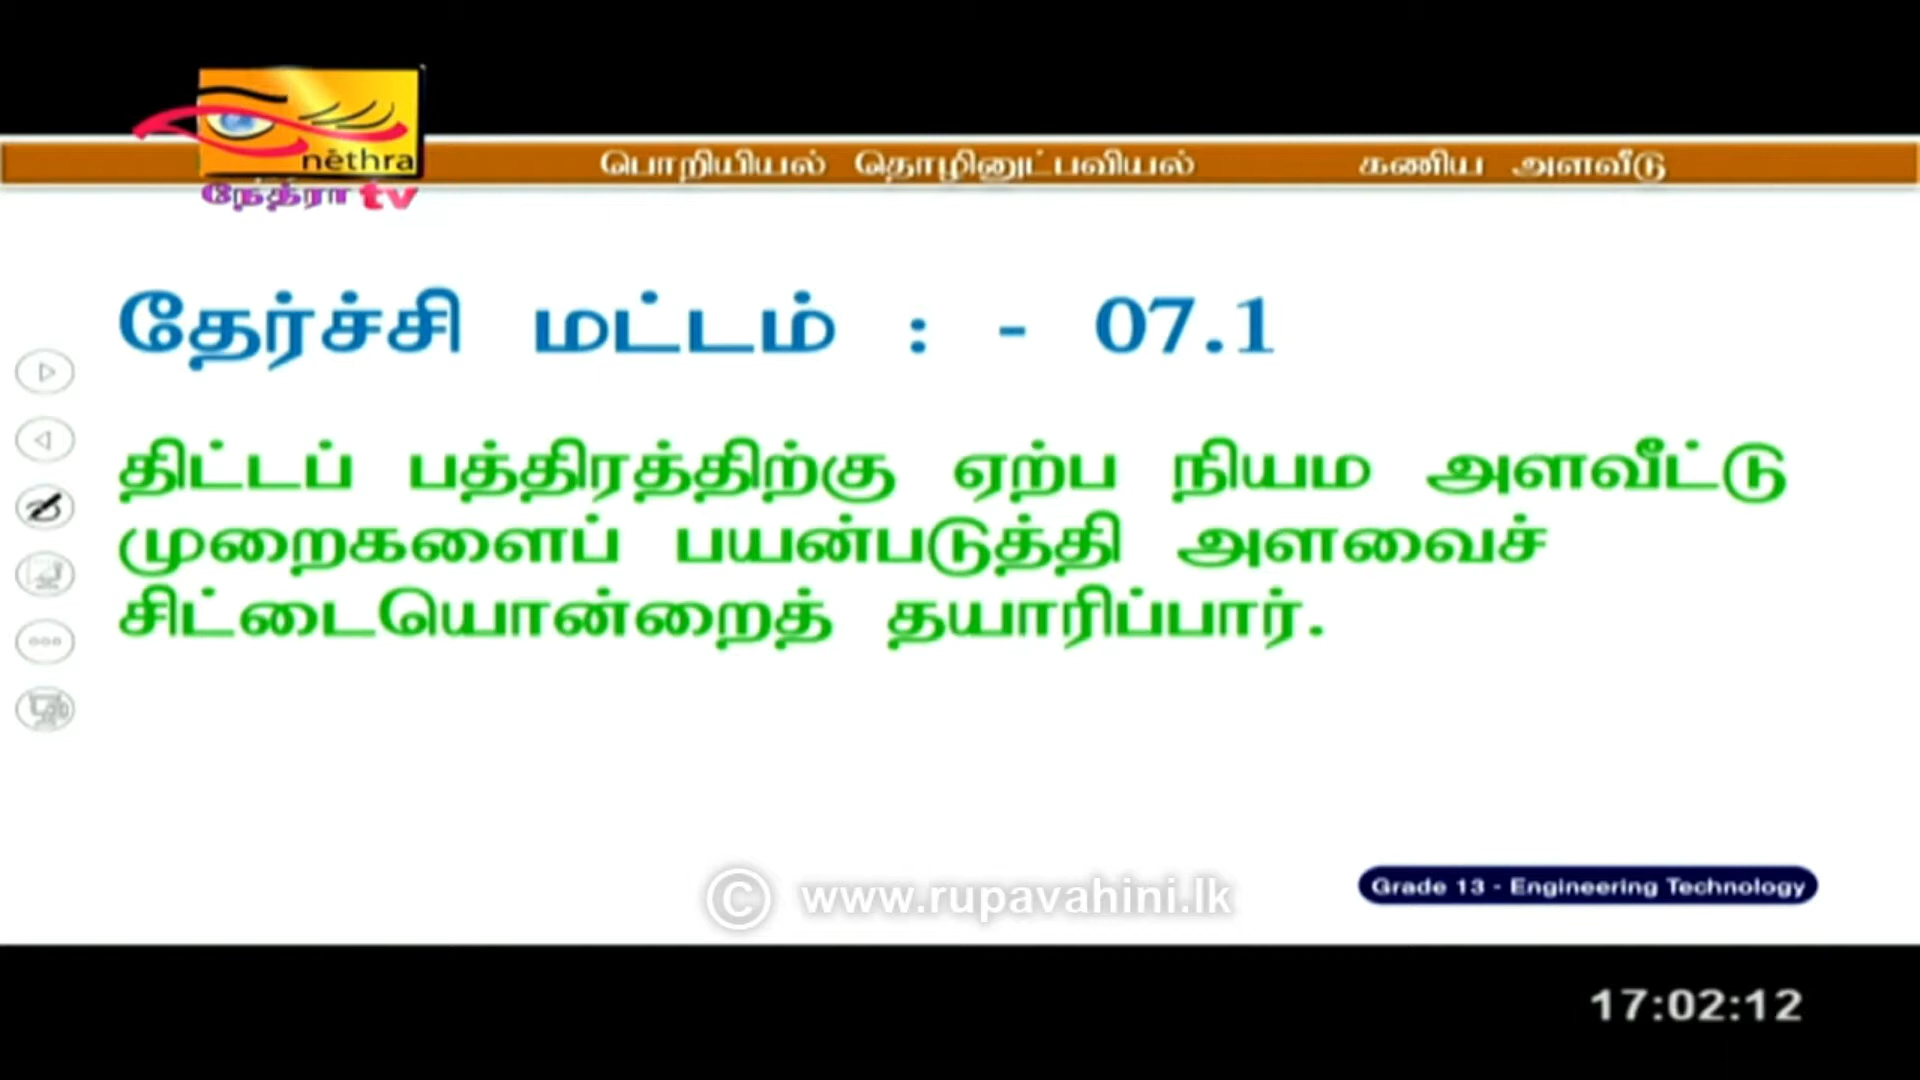 nēthra
நேத்ரா tv
பொறியியல் தொழினுட்பவியல் கணிய அளவீடு
தேர்ச்சி மட்டம் : - 07.1
திட்டப் பத்திரத்திற்கு ஏற்ப நியம அளவீட்டு
முறைகளைப் பயன்படுத்தி அளவைச்
சிட்டையொன்றைத் தயாரிப்பார்.
© www.rupavahini.lk
Grade 13 - Engineering Technology
17:02:12